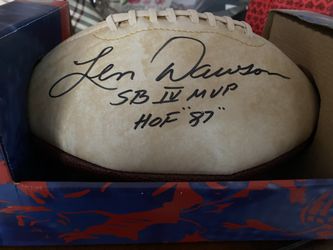 Len Dawson
SB IV MVP
HOF "87"